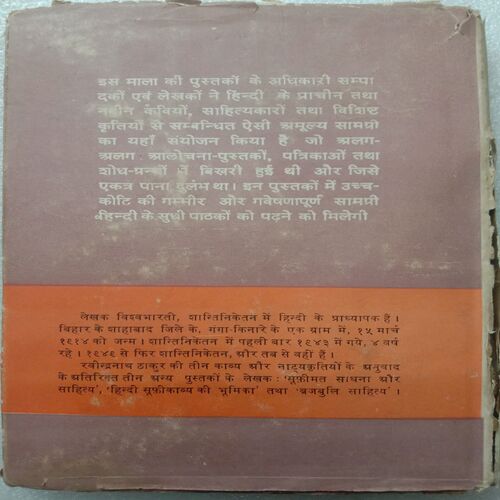 इस माला की पुस्तकों के अधिकारी सम्पा
दकों एवं लेखकों ने हिन्दी के प्राचीन तथा
नवीन कवियों, साहित्यकारों तथा विशिष्ट
कृतियों से सम्बन्धित ऐसी अमूल्य सामग्री
का यहाँ संयोजन किया है जो अलग-
अलग आलोचना-पुस्तकों, पत्रिकाओं तथा
शोध-ग्रन्थों में बिखरी हुई थी और जिसे
एकत्र पाना दुर्लभ था। इन पुस्तकों में उच्च-
कोटि की गम्भीर और गवेषणापूर्ण सामग्री
हिन्दी के सुधी पाठकों को पढ़ने को मिलेगी
लेखक विश्वभारती, शान्तिनिकेतन में हिन्दी के प्राध्यापक हैं।
बिहार के शाहाबाद जिले के, गंगा-किनारे के एक ग्राम में, १५ मार्च
१९१४ को जन्म। शान्तिनिकेतन में पहली बार १९४३ में गये, ४ वर्ष
रहे। १९४९ से फिर शान्तिनिकेतन, और तब से वहीं हैं।
रवीन्द्रनाथ ठाकुर की तीन काव्य और नाट्यकृतियों के अनुवाद
के अतिरिक्त तीन अन्य पुस्तकों के लेखक : 'सूफीमत साधना और
साहित्य', 'हिन्दी सूफीकाव्य की भूमिका' तथा 'ब्रजबुलि साहित्य'।